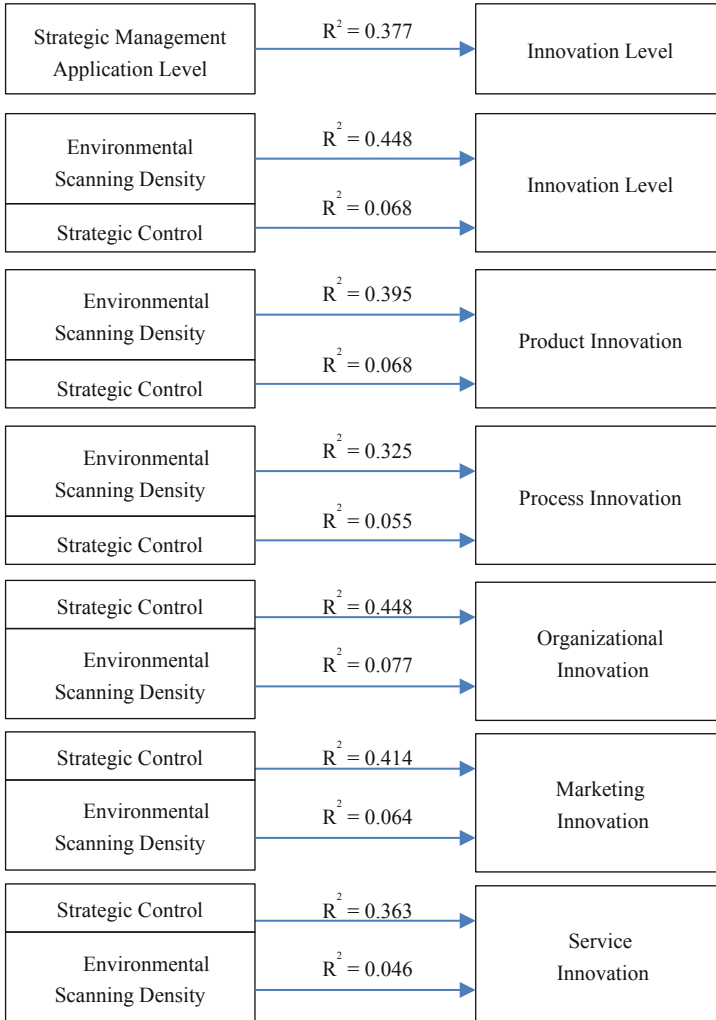 Strategic Management
Application Level
R² = 0.377
Innovation Level
Environmental
Scanning Density
R² = 0.448
Strategic Control
R² = 0.068
Innovation Level
Environmental
Scanning Density
R² = 0.395
Strategic Control
R² = 0.068
Product Innovation
Environmental
Scanning Density
R² = 0.325
Strategic Control
R² = 0.055
Process Innovation
Strategic Control
R² = 0.448
Environmental
Scanning Density
R² = 0.077
Organizational
Innovation
Strategic Control
R² = 0.414
Environmental
Scanning Density
R² = 0.064
Marketing
Innovation
Strategic Control
R² = 0.363
Environmental
Scanning Density
R² = 0.046
Service
Innovation